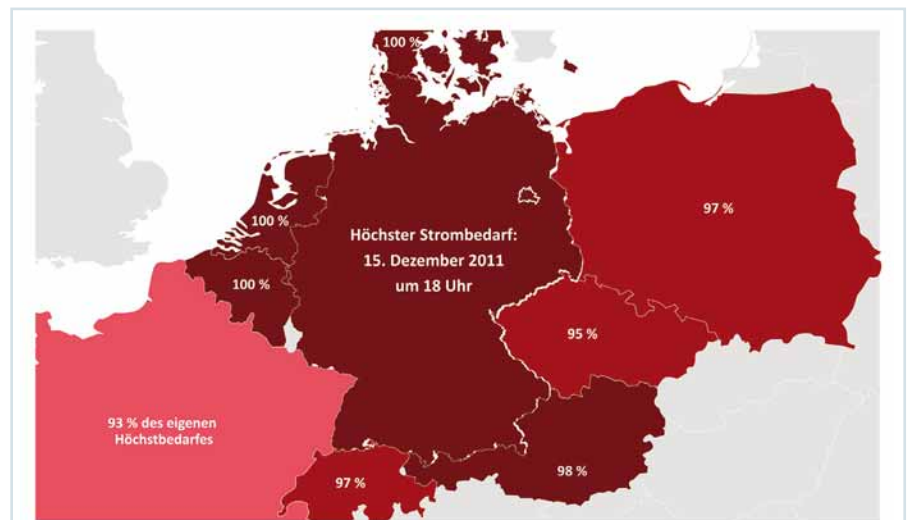 100 %
97 %
100 %
Höchster Strombedarf:
15. Dezember 2011
um 18 Uhr
100 %
95 %
93 % des eigenen
Höchstbedarfes
98 %
97 %